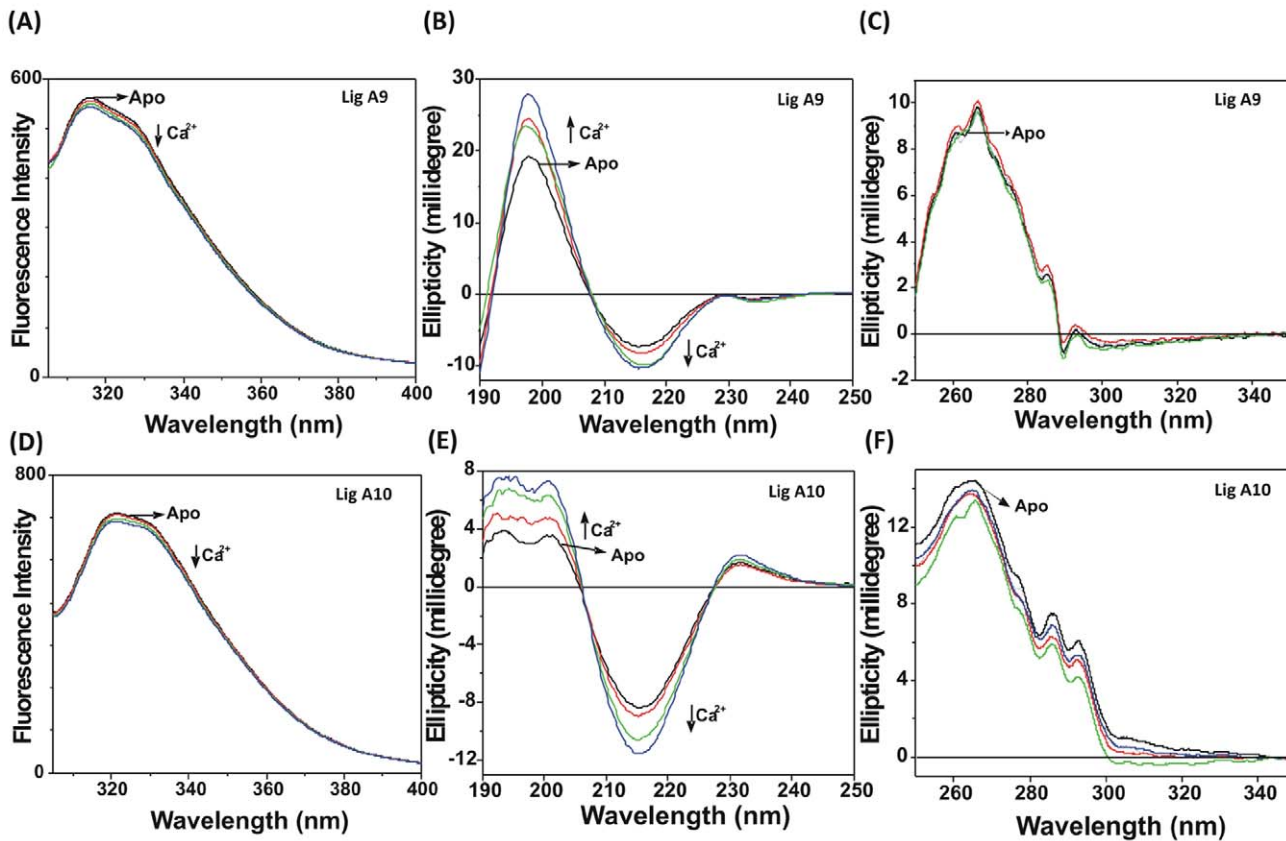 (A)
600
Fluorescence Intensity
0
Apo
Ca²⁺
Lig A9
320 340 360 380 400
Wavelength (nm)
(B)
Ellipticity (millidegree)
30
20
10
0
-10
Ca²⁺
Apo
Ca²⁺
Lig A9
190 200 210 220 230 240 250
Wavelength (nm)
(C)
Ellipticity (millidegree)
10
8
6
4
2
0
-2
Apo
Lig A9
260 280 300 320 340
Wavelength (nm)
(D)
800
Fluorescence Intensity
0
Apo
Ca²⁺
Lig A10
320 340 360 380 400
Wavelength (nm)
(E)
Ellipticity (millidegree)
8
4
0
-4
-8
-12
Ca²⁺
Apo
Ca²⁺
Lig A10
190 200 210 220 230 240 250
Wavelength (nm)
(F)
Ellipticity (millidegree)
12
8
4
0
Apo
Lig A10
260 280 300 320 340
Wavelength (nm)